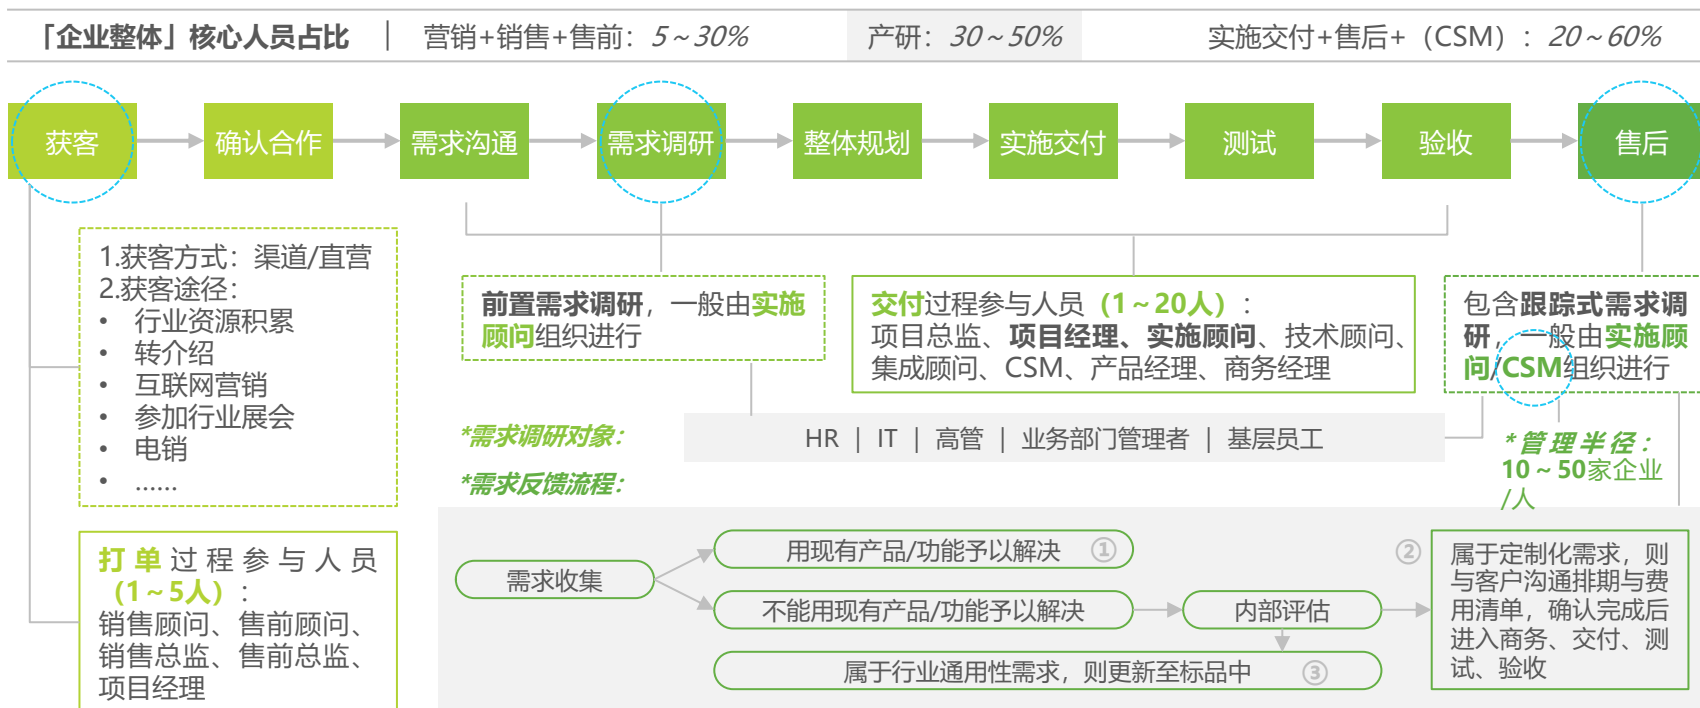 「企业整体」核心人员占比 | 营销+销售+售前：5～30% 产研：30～50% 实施交付+售后+（CSM）：20～60%
获客 确认合作 需求沟通 需求调研 整体规划 实施交付 测试 验收 售后
1.获客方式：渠道/直营
2.获客途径：
• 行业资源积累
• 转介绍
• 互联网营销
• 参加行业展会
• 电销
• ……
打单过程参与人员
（1～5人）：
销售顾问、售前顾问、
销售总监、售前总监、
项目经理
前置需求调研，一般由实施
顾问组织进行
交付过程参与人员（1～20人）：
项目总监、项目经理、实施顾问、技术顾问、
集成顾问、CSM、产品经理、商务经理
包含跟踪式需求调
研，一般由实施顾
问/CSM组织进行
*需求调研对象：
HR | IT | 高管 | 业务部门管理者 | 基层员工
*管理半径：
10～50家企业
/人
*需求反馈流程：
需求收集
用现有产品/功能予以解决 ①
不能用现有产品/功能予以解决
内部评估
属于行业通用性需求，则更新至标品中 ③
②
属于定制化需求，则
与客户沟通排期与费
用清单，确认完成后
进入商务、交付、测
试、验收